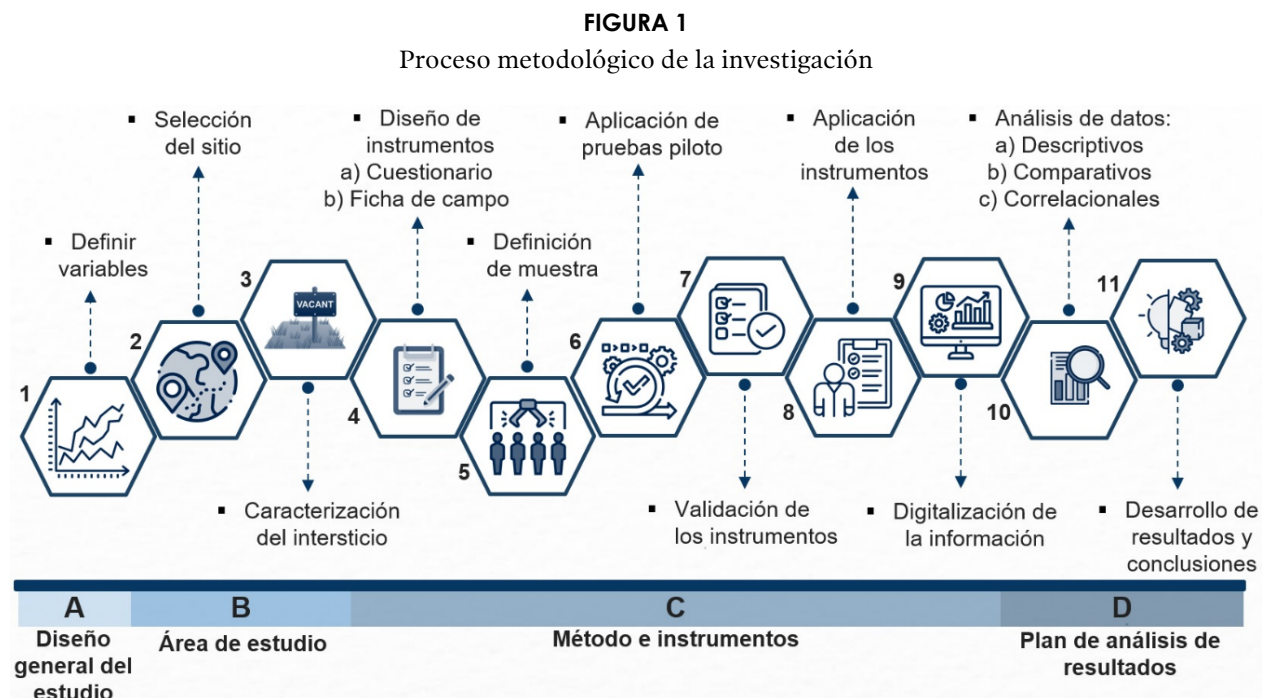 FIGURA 1
Proceso metodológico de la investigación
1
▪ Definir
variables
2
▪ Selección
del sitio
3
VACANT
▪ Caracterización
del intersticio
4
▪ Diseño de
instrumentos
a) Cuestionario
b) Ficha de campo
5
▪ Definición
de muestra
6
▪ Aplicación de
pruebas piloto
7
▪ Validación de
los instrumentos
8
▪ Aplicación
de los
instrumentos
9
▪ Digitalización de
la información
10
▪ Análisis de datos:
a) Descriptivos
b) Comparativos
c) Correlacionales
11
▪ Desarrollo de
resultados y
conclusiones
A
Diseño
general del
estudio
B
Área de estudio
C
Método e instrumentos
D
Plan de análisis de
resultados